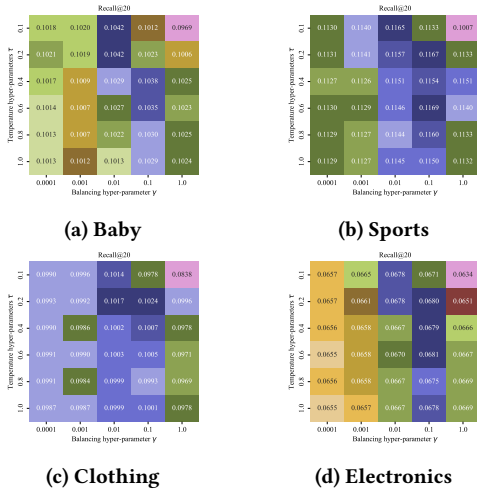 Recall@20
Temperature hyper-parameters τ
0.1 0.1018 0.1020 0.1042 0.1012 0.0969
0.2 0.1021 0.1019 0.1042 0.1023 0.1006
0.4 0.1017 0.1009 0.1029 0.1038 0.1025
0.6 0.1014 0.1007 0.1027 0.1035 0.1023
0.8 0.1013 0.1007 0.1022 0.1030 0.1025
1.0 0.1013 0.1012 0.1013 0.1029 0.1024
0.0001 0.001 0.01 0.1 1.0
Balancing hyper-parameter γ
(a) Baby
Recall@20
Temperature hyper-parameters τ
0.1 0.1130 0.1140 0.1165 0.1133 0.1007
0.2 0.1131 0.1141 0.1157 0.1167 0.1133
0.4 0.1127 0.1126 0.1151 0.1154 0.1151
0.6 0.1130 0.1129 0.1146 0.1169 0.1140
0.8 0.1129 0.1127 0.1144 0.1160 0.1133
1.0 0.1129 0.1127 0.1145 0.1150 0.1132
0.0001 0.001 0.01 0.1 1.0
Balancing hyper-parameter γ
(b) Sports
Recall@20
Temperature hyper-parameters τ
0.1 0.0990 0.0996 0.1014 0.0978 0.0838
0.2 0.0993 0.0992 0.1017 0.1024 0.0996
0.4 0.0990 0.0986 0.1002 0.1007 0.0978
0.6 0.0991 0.0990 0.1003 0.1005 0.0971
0.8 0.0991 0.0984 0.0999 0.0993 0.0969
1.0 0.0987 0.0987 0.0999 0.1001 0.0978
0.0001 0.001 0.01 0.1 1.0
Balancing hyper-parameter γ
(c) Clothing
Recall@20
Temperature hyper-parameters τ
0.1 0.0657 0.0665 0.0678 0.0671 0.0634
0.2 0.0657 0.0661 0.0678 0.0680 0.0651
0.4 0.0656 0.0658 0.0667 0.0679 0.0666
0.6 0.0655 0.0658 0.0670 0.0681 0.0667
0.8 0.0656 0.0658 0.0667 0.0675 0.0669
1.0 0.0655 0.0657 0.0667 0.0678 0.0669
0.0001 0.001 0.01 0.1 1.0
Balancing hyper-parameter γ
(d) Electronics